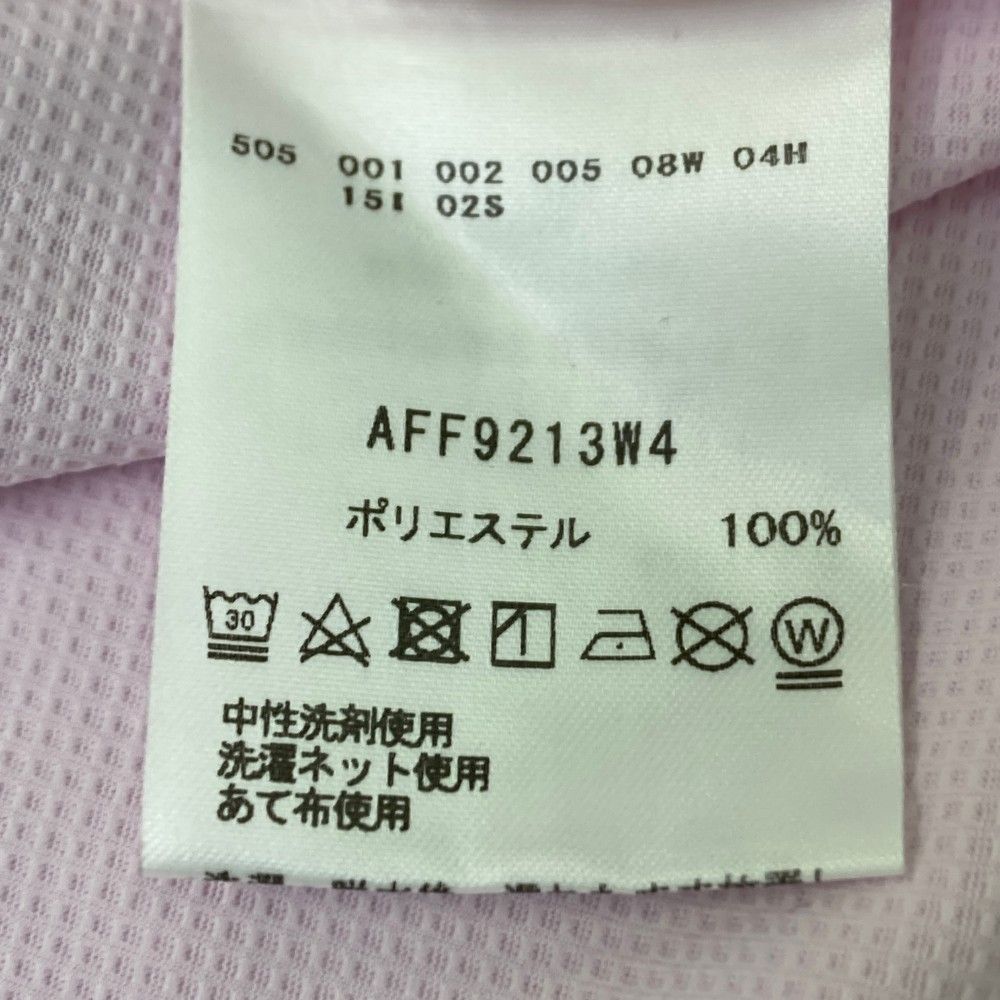 505 001 002 005 08W 04H
15I 02S
AFF9213W4
ポリエステル 100%
30 W
中性洗剤使用
洗濯ネット使用
あて布使用